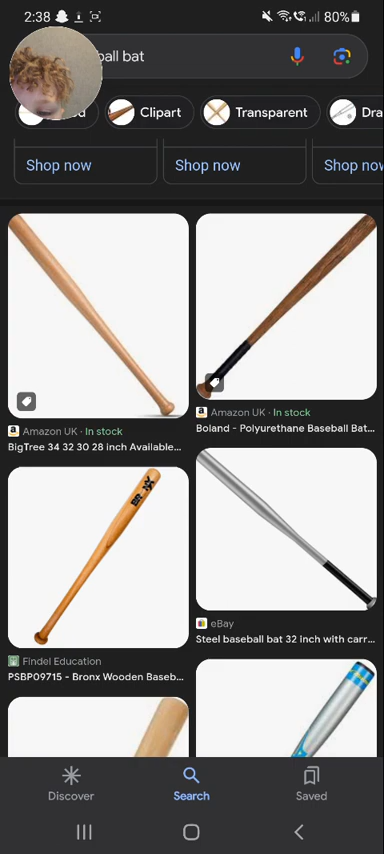 2:38
80%
ball bat
Clipart
Transparent
Dra
Shop now
Shop now
Shop now
Amazon UK · In stock
BigTree 34 32 30 28 inch Available...
Amazon UK · In stock
Boland - Polyurethane Baseball Bat...
BRONX
Findel Education
PSBP09715 - Bronx Wooden Baseb...
eBay
Steel baseball bat 32 inch with carr...
Discover
Search
Saved